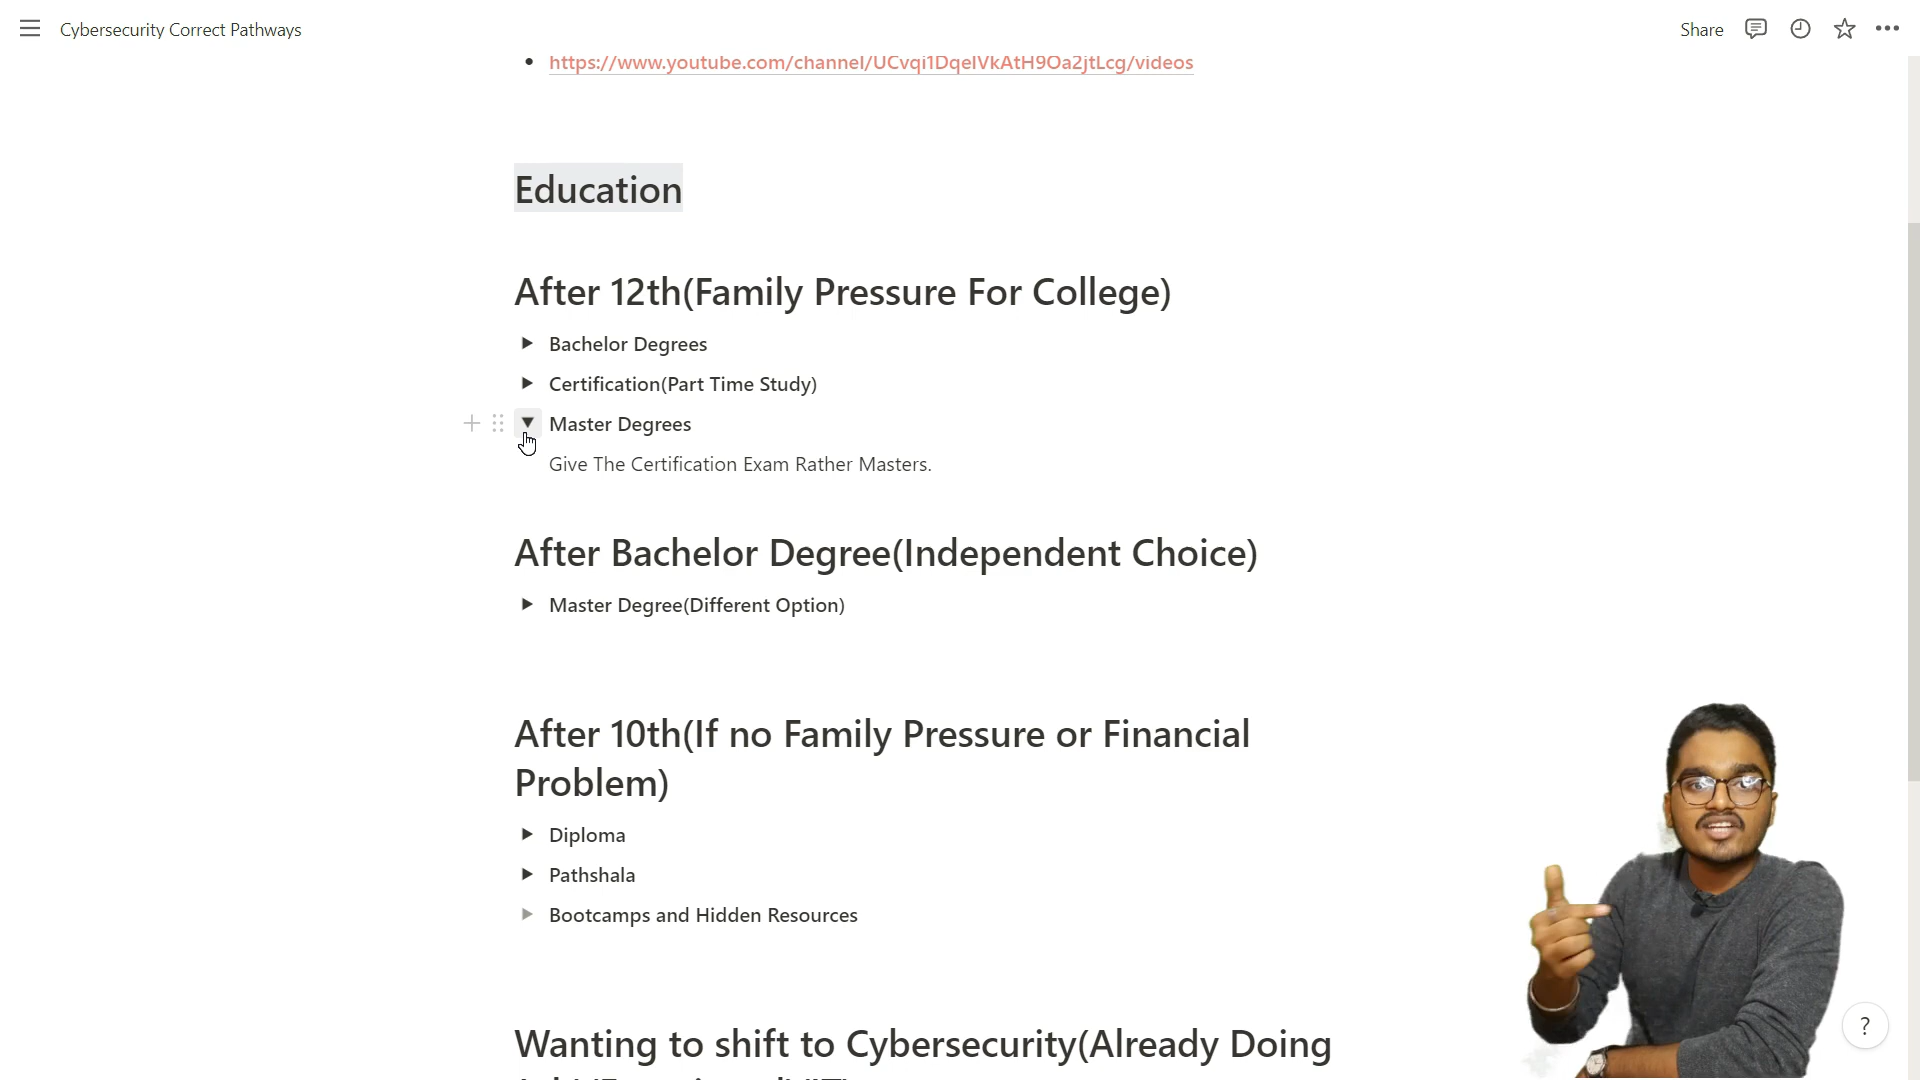 Cybersecurity Correct Pathways
Share
https://www.youtube.com/channel/UCvqi1DqelVkAtH9Oa2jtLcg/videos
Education
After 12th(Family Pressure For College)
Bachelor Degrees
Certification(Part Time Study)
Master Degrees
Give The Certification Exam Rather Masters.
After Bachelor Degree(Independent Choice)
Master Degree(Different Option)
After 10th(If no Family Pressure or Financial
Problem)
Diploma
Pathshala
Bootcamps and Hidden Resources
Wanting to shift to Cybersecurity(Already Doing
?